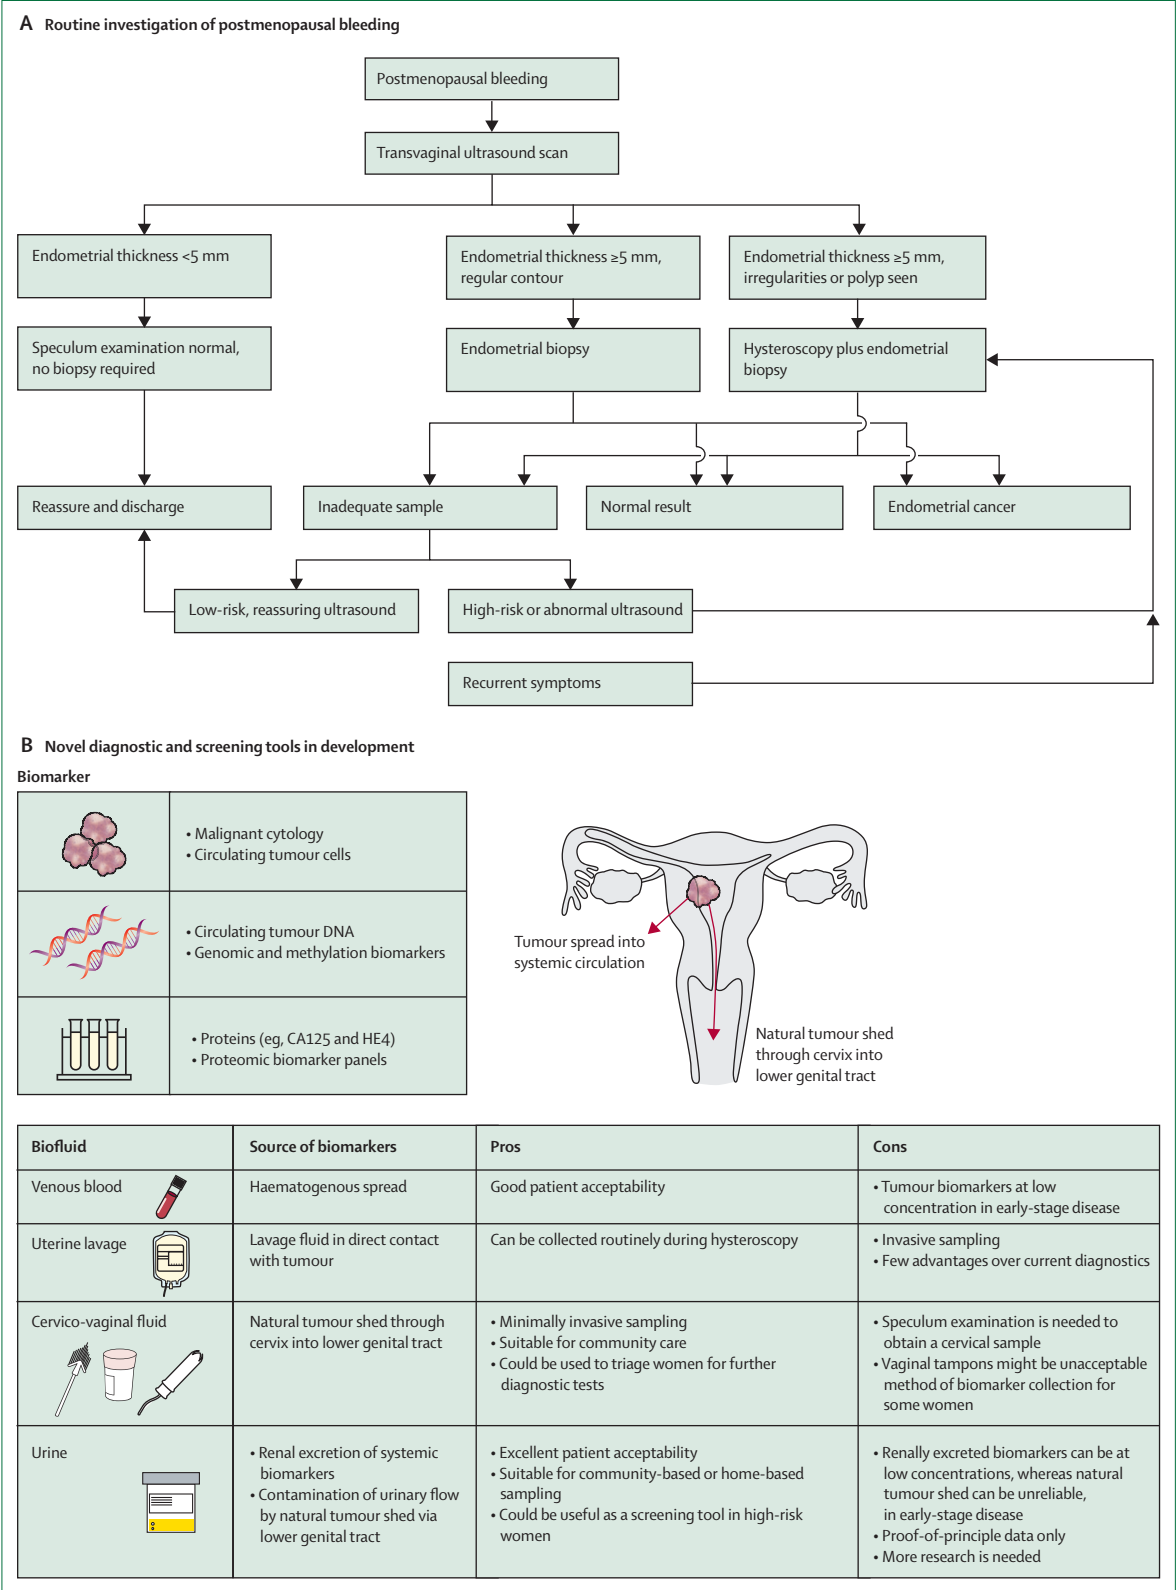 A Routine investigation of postmenopausal bleeding
Postmenopausal bleeding
Transvaginal ultrasound scan
Endometrial thickness <5 mm
Endometrial thickness ≥5 mm,
regular contour
Endometrial thickness ≥5 mm,
irregularities or polyp seen
Speculum examination normal,
no biopsy required
Endometrial biopsy
Hysteroscopy plus endometrial
biopsy
Reassure and discharge
Inadequate sample
Normal result
Endometrial cancer
Low-risk, reassuring ultrasound
High-risk or abnormal ultrasound
Recurrent symptoms
B Novel diagnostic and screening tools in development
Biomarker
• Malignant cytology
• Circulating tumour cells
• Circulating tumour DNA
• Genomic and methylation biomarkers
• Proteins (eg, CA125 and HE4)
• Proteomic biomarker panels
Tumour spread into
systemic circulation
Natural tumour shed
through cervix into
lower genital tract
Biofluid
Source of biomarkers
Pros
Cons
Venous blood
Haematogenous spread
Good patient acceptability
• Tumour biomarkers at low
concentration in early-stage disease
Uterine lavage
Lavage fluid in direct contact
with tumour
Can be collected routinely during hysteroscopy
• Invasive sampling
• Few advantages over current diagnostics
Cervico-vaginal fluid
Natural tumour shed through
cervix into lower genital tract
• Minimally invasive sampling
• Suitable for community care
• Could be used to triage women for further
diagnostic tests
• Speculum examination is needed to
obtain a cervical sample
• Vaginal tampons might be unacceptable
method of biomarker collection for
some women
Urine
• Renal excretion of systemic
biomarkers
• Contamination of urinary flow
by natural tumour shed via
lower genital tract
• Excellent patient acceptability
• Suitable for community-based or home-based
sampling
• Could be useful as a screening tool in high-risk
women
• Renally excreted biomarkers can be at
low concentrations, whereas natural
tumour shed can be unreliable,
in early-stage disease
• Proof-of-principle data only
• More research is needed